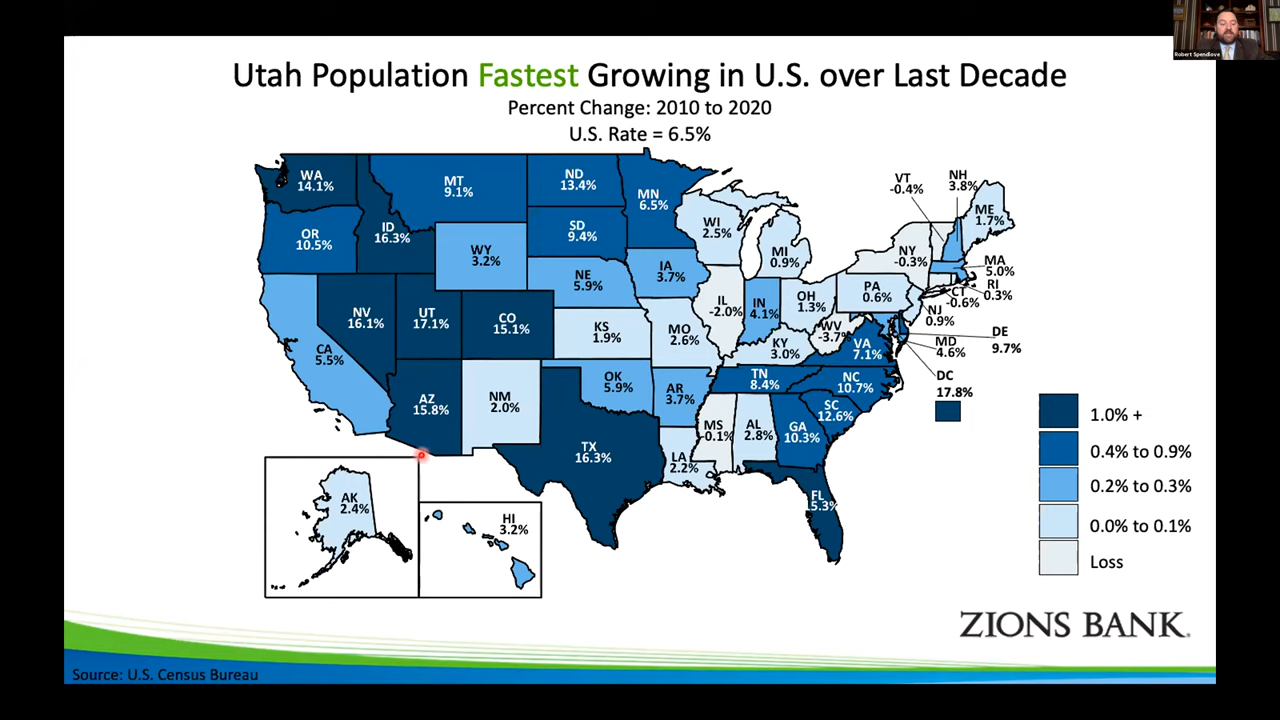 Robert Spendlove
Utah Population Fastest Growing in U.S. over Last Decade
Percent Change: 2010 to 2020
U.S. Rate = 6.5%
WA
14.1%
MT
9.1%
ND
13.4%
MN
6.5%
VT
-0.4%
NH
3.8%
ME
1.7%
OR
10.5%
ID
16.3%
SD
9.4%
WI
2.5%
WY
3.2%
MI
0.9%
NY
-0.3%
MA
5.0%
RI
0.3%
CT
-0.6%
IA
3.7%
NE
5.9%
PA
0.6%
NJ
0.9%
NV
16.1%
UT
17.1%
CO
15.1%
IL
-2.0%
IN
4.1%
OH
1.3%
CA
5.5%
KS
1.9%
MO
2.6%
WV
-3.7%
KY
3.0%
VA
7.1%
DE
9.7%
MD
4.6%
DC
17.8%
AZ
15.8%
NM
2.0%
OK
5.9%
AR
3.7%
TN
8.4%
NC
10.7%
SC
12.6%
MS
-0.1%
AL
2.8%
GA
10.3%
TX
16.3%
LA
2.2%
FL
15.3%
AK
2.4%
HI
3.2%
1.0% +
0.4% to 0.9%
0.2% to 0.3%
0.0% to 0.1%
Loss
ZIONS BANK.
Source: U.S. Census Bureau